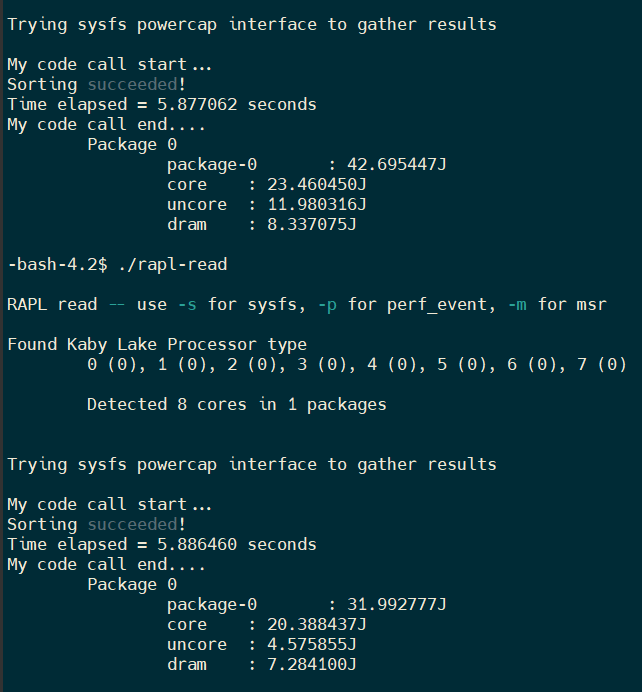 Trying sysfs powercap interface to gather results
My code call start...
Sorting succeeded!
Time elapsed = 5.877062 seconds
My code call end....
Package 0
package-0 : 42.695447J
core : 23.460450J
uncore : 11.980316J
dram : 8.337075J
-bash-4.2$ ./rapl-read
RAPL read -- use -s for sysfs, -p for perf_event, -m for msr
Found Kaby Lake Processor type
0 (0), 1 (0), 2 (0), 3 (0), 4 (0), 5 (0), 6 (0), 7 (0)
Detected 8 cores in 1 packages
Trying sysfs powercap interface to gather results
My code call start...
Sorting succeeded!
Time elapsed = 5.886460 seconds
My code call end....
Package 0
package-0 : 31.992777J
core : 20.388437J
uncore : 4.575855J
dram : 7.284100J